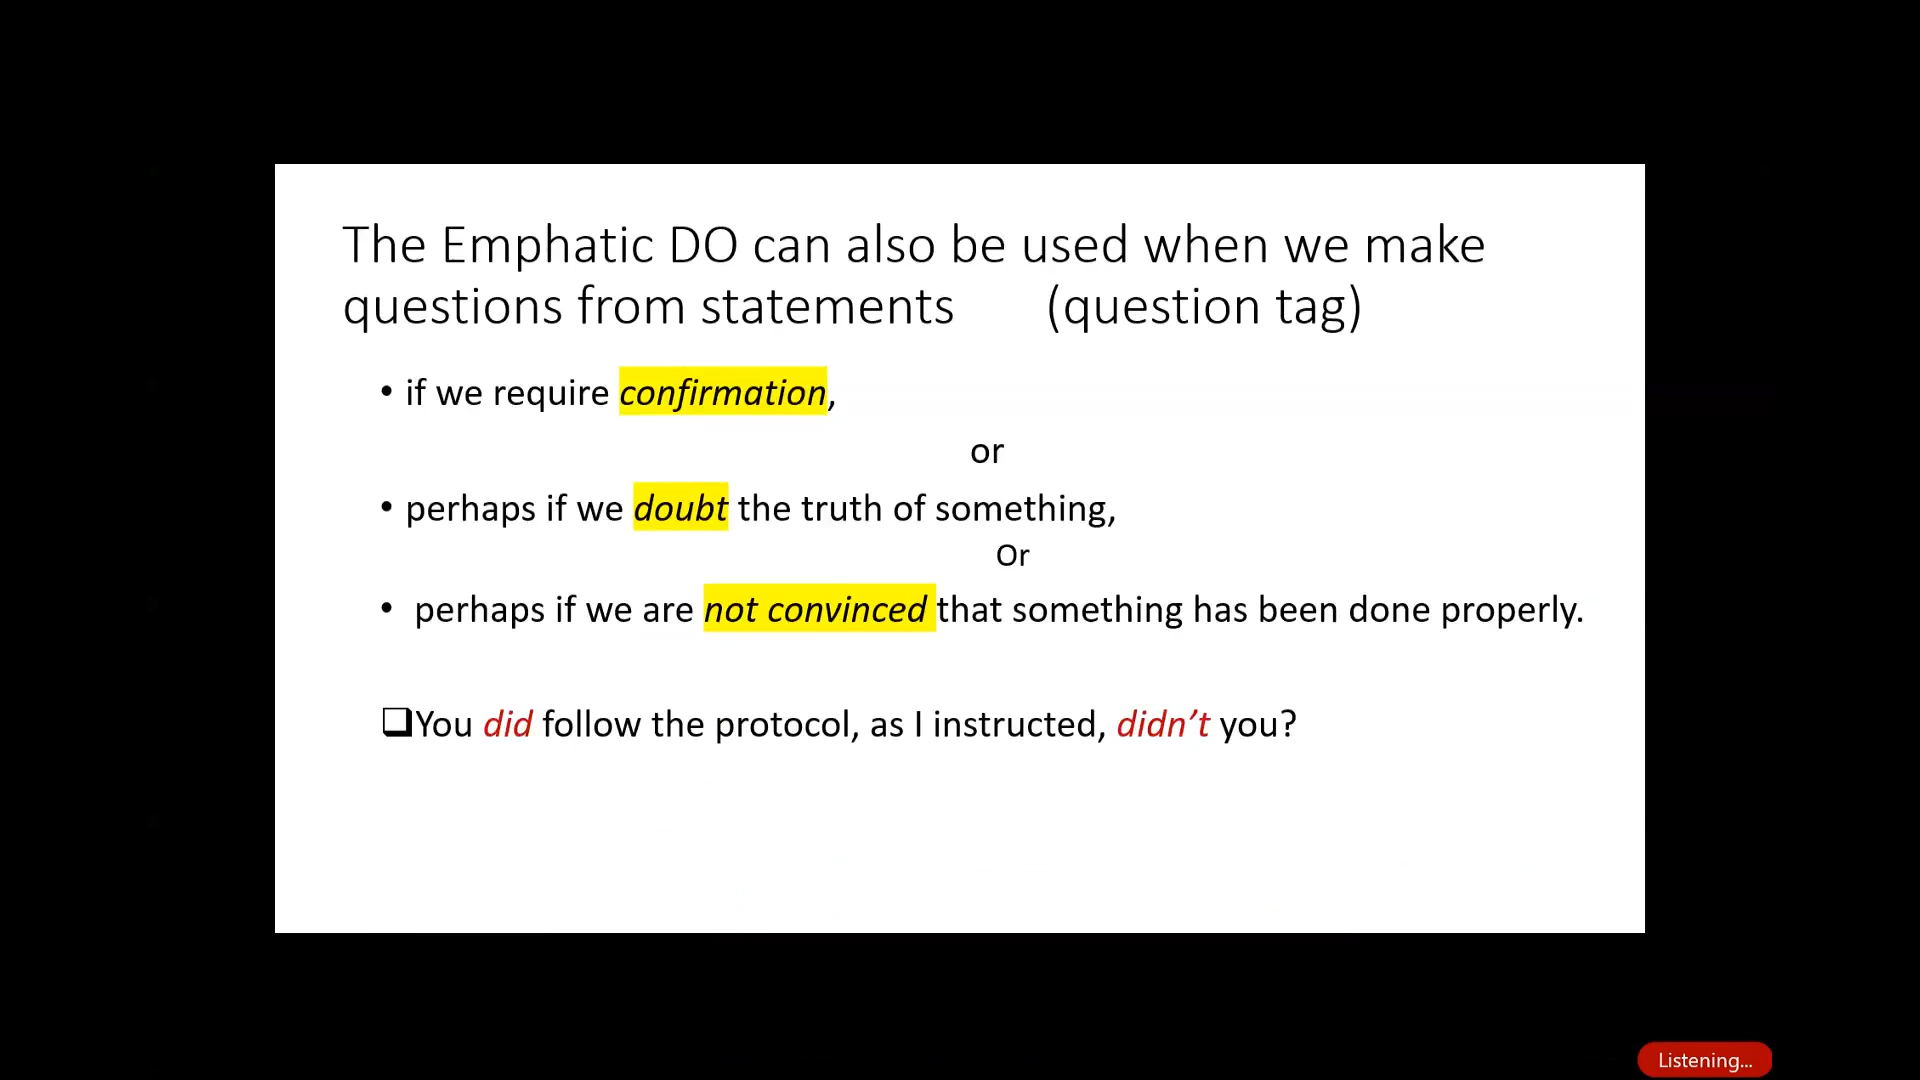 The Emphatic DO can also be used when we make
questions from statements (question tag)
• if we require confirmation,
or
• perhaps if we doubt the truth of something,
Or
• perhaps if we are not convinced that something has been done properly.
❑You did follow the protocol, as I instructed, didn’t you?
Listening...